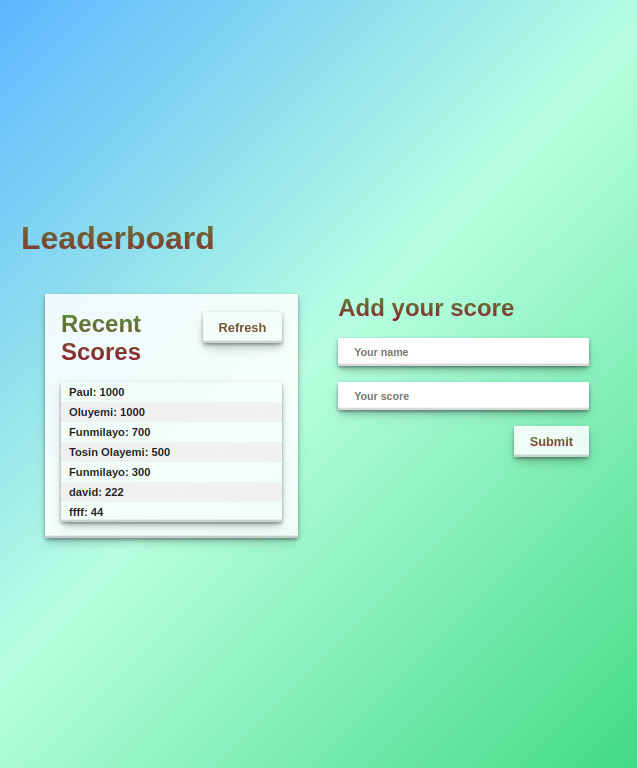 Leaderboard
Recent
Scores
Refresh
Paul: 1000
Oluyemi: 1000
Funmilayo: 700
Tosin Olayemi: 500
Funmilayo: 300
david: 222
ffff: 44
Add your score
Your name
Your score
Submit